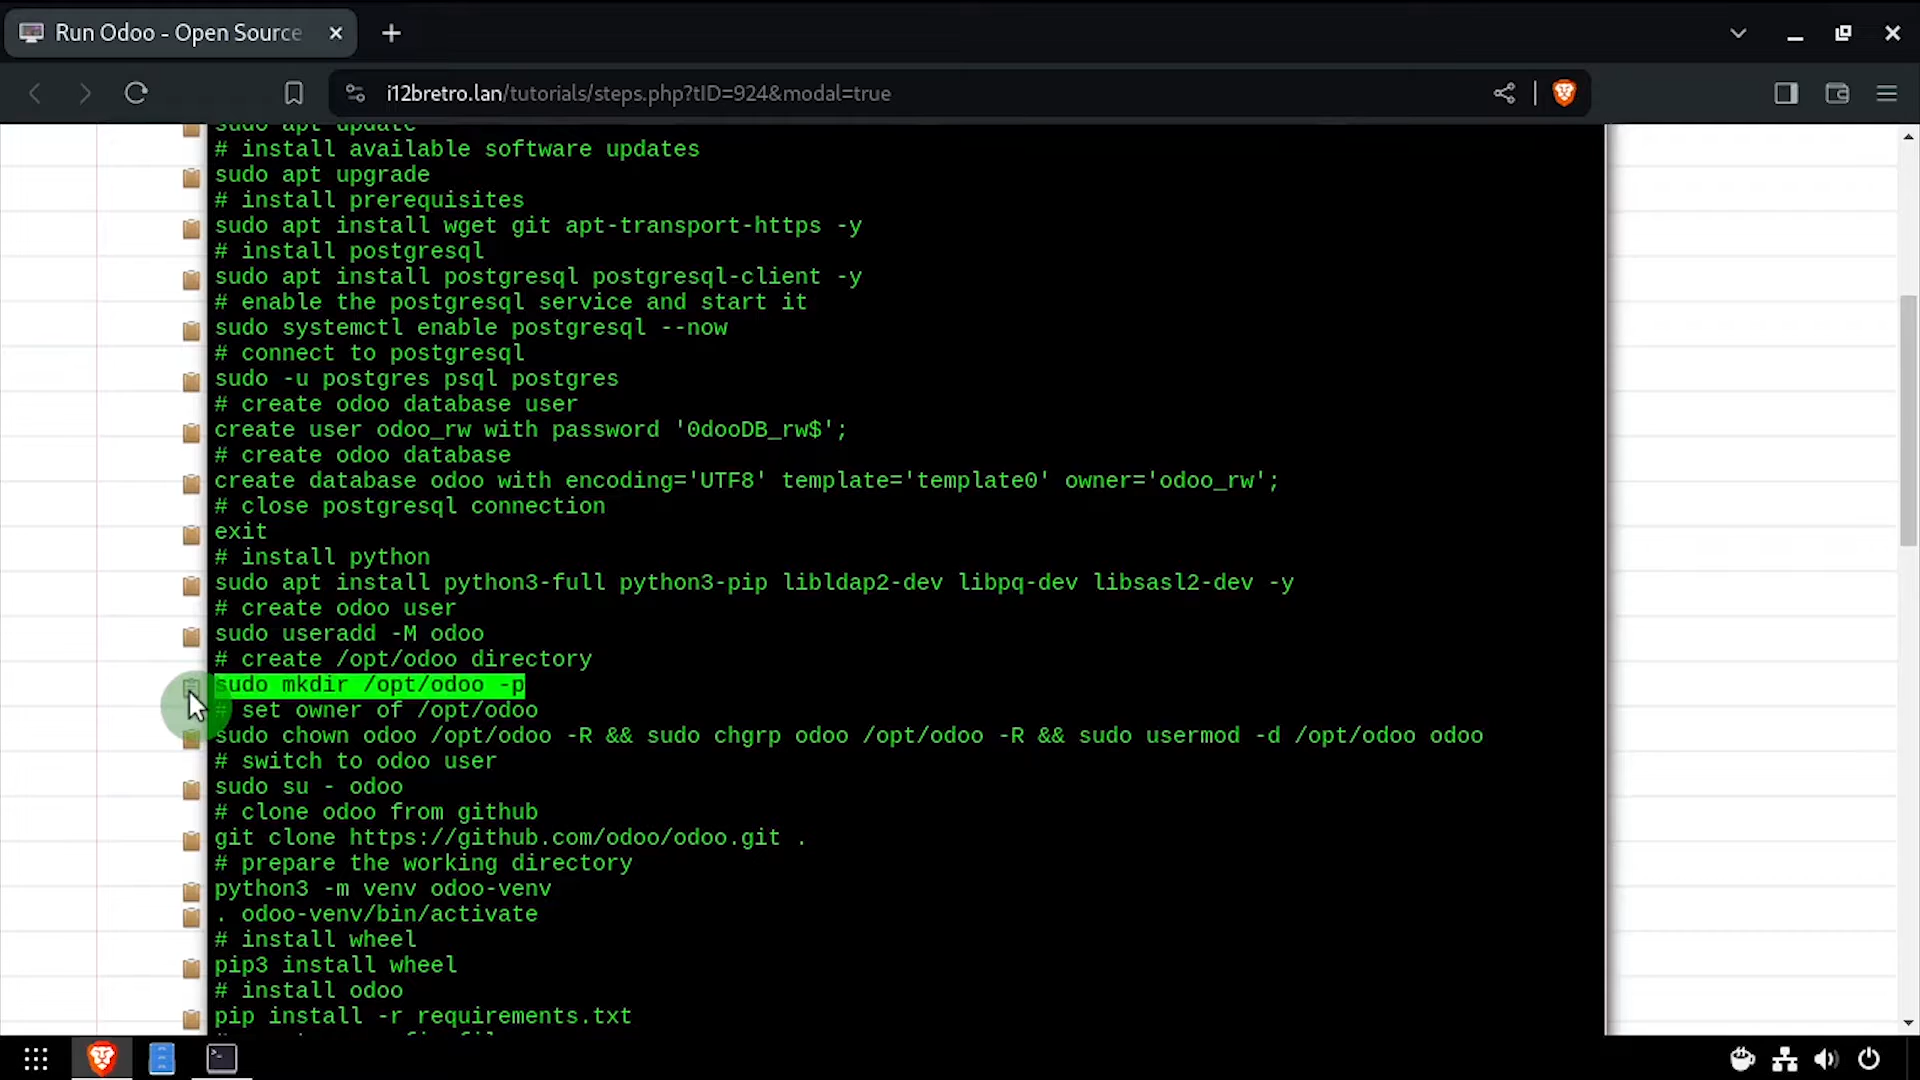 Run Odoo - Open Source
i12bretro.lan/tutorials/steps.php?tID=924&modal=true
sudo apt update
# install available software updates
sudo apt upgrade
# install prerequisites
sudo apt install wget git apt-transport-https -y
# install postgresql
sudo apt install postgresql postgresql-client -y
# enable the postgresql service and start it
sudo systemctl enable postgresql --now
# connect to postgresql
sudo -u postgres psql postgres
# create odoo database user
create user odoo_rw with password '0dooDB_rw$';
# create odoo database
create database odoo with encoding='UTF8' template='template0' owner='odoo_rw';
# close postgresql connection
exit
# install python
sudo apt install python3-full python3-pip libldap2-dev libpq-dev libsasl2-dev -y
# create odoo user
sudo useradd -M odoo
# create /opt/odoo directory
sudo mkdir /opt/odoo -p
# set owner of /opt/odoo
sudo chown odoo /opt/odoo -R && sudo chgrp odoo /opt/odoo -R && sudo usermod -d /opt/odoo odoo
# switch to odoo user
sudo su - odoo
# clone odoo from github
git clone https://github.com/odoo/odoo.git .
# prepare the working directory
python3 -m venv odoo-venv
. odoo-venv/bin/activate
# install wheel
pip3 install wheel
# install odoo
pip install -r requirements.txt